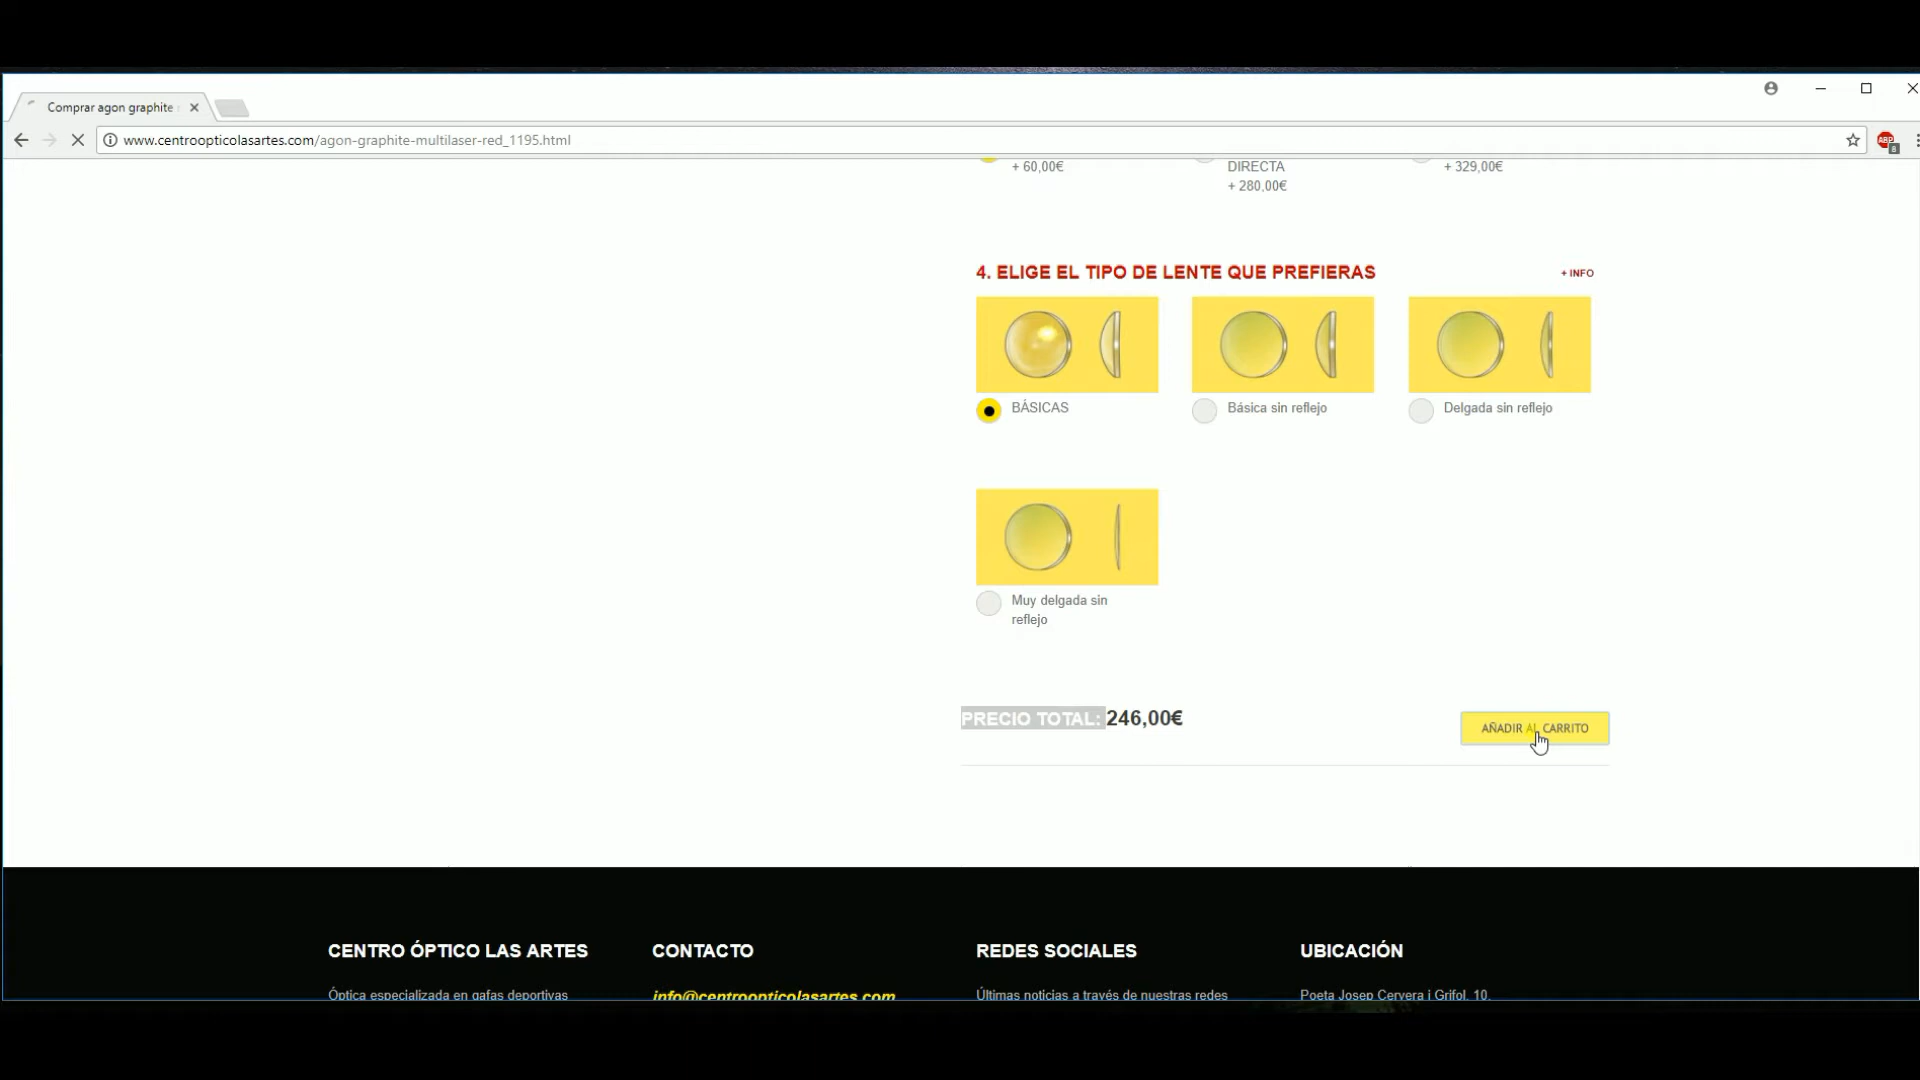 Comprar agon graphite
www.centroopticolasartes.com/agon-graphite-multilaser-red_1195.html
ABP
8
+ 60,00€
DIRECTA
+ 280,00€
+ 329,00€
4. ELIGE EL TIPO DE LENTE QUE PREFIERAS
+ INFO
BÁSICAS
Básica sin reflejo
Delgada sin reflejo
Muy delgada sin
reflejo
PRECIO TOTAL: 246,00€
AÑADIR AL CARRITO
CENTRO ÓPTICO LAS ARTES
CONTACTO
REDES SOCIALES
UBICACIÓN
Óptica especializada en gafas deportivas
info@centroopticolasartes.com
Últimas noticias a través de nuestras redes
Poeta Josep Cervera i Grifol, 10.